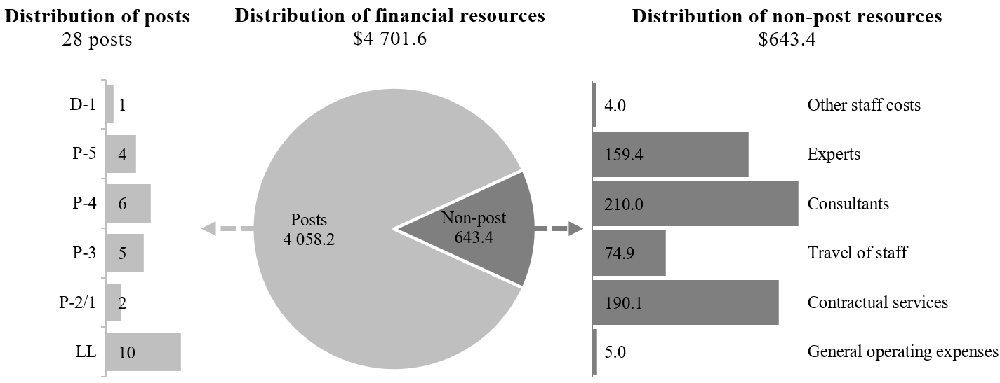 Distribution of posts
28 posts
D-1 1
P-5 4
P-4 6
P-3 5
P-2/1 2
LL 10
Distribution of financial resources
$4 701.6
Posts
4 058.2
Non-post
643.4
Distribution of non-post resources
$643.4
4.0 Other staff costs
159.4 Experts
210.0 Consultants
74.9 Travel of staff
190.1 Contractual services
5.0 General operating expenses